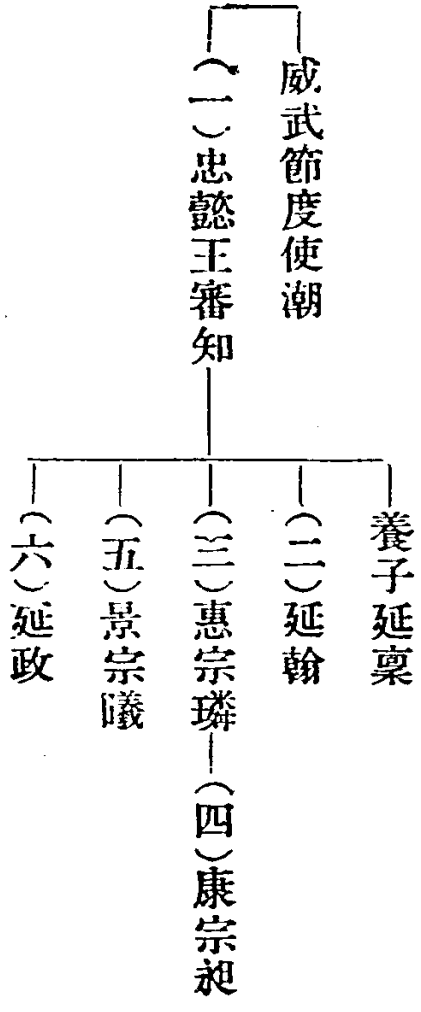 威武節度使潮
（一）忠懿王審知
養子延稟
（二）延翰
（三）惠宗璘
（四）康宗昶
（五）景宗曦
（六）延政